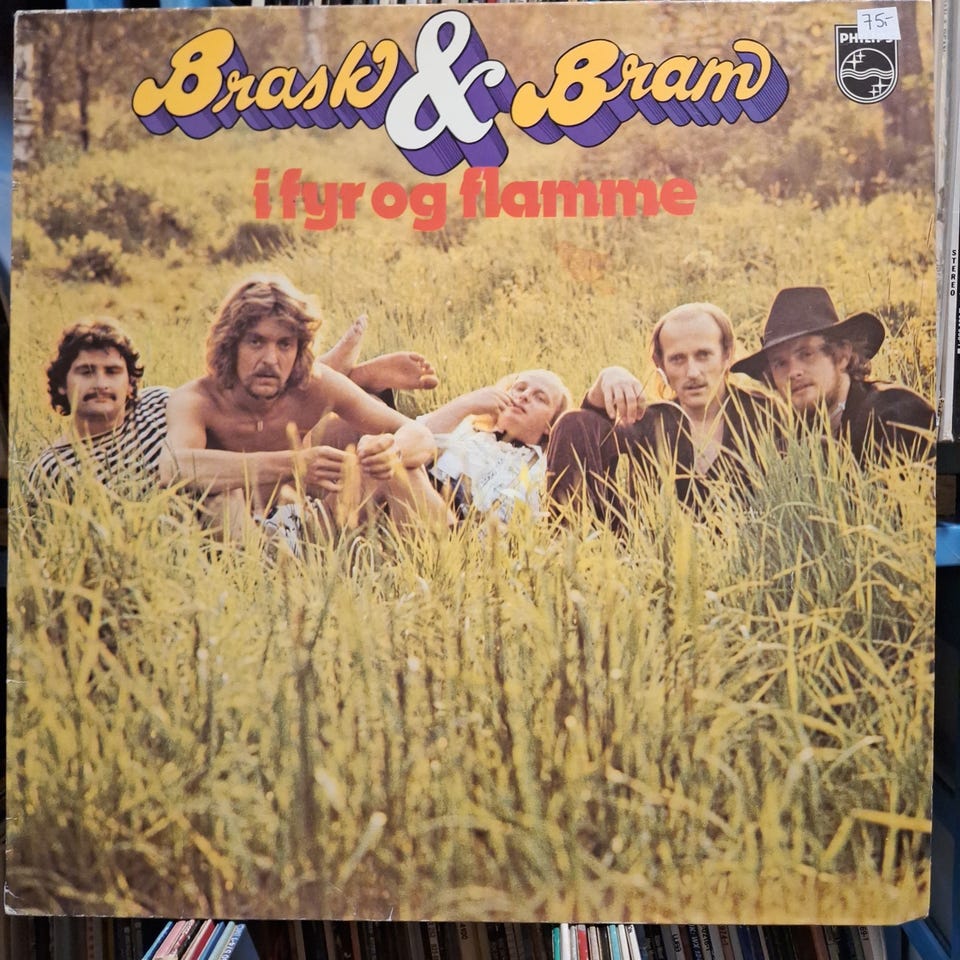 Brask & Bram
i fyr og flamme
75.-
PHILIPS
STEREO